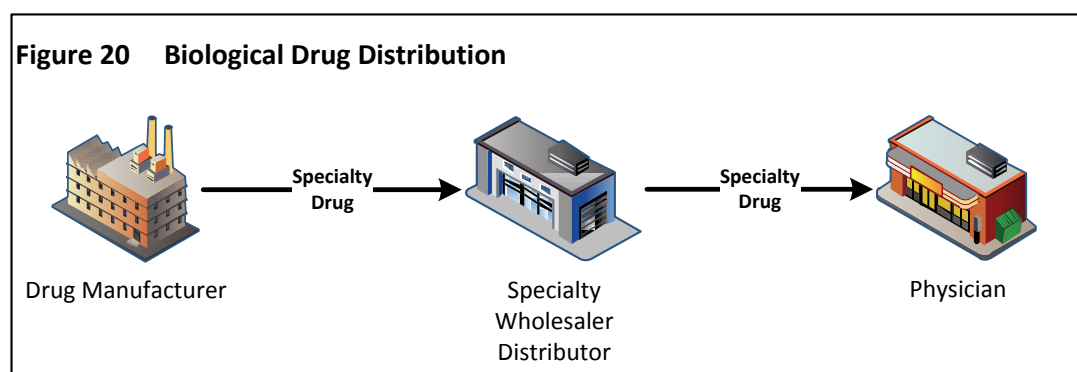 Figure 20 Biological Drug Distribution
Specialty
Drug
Specialty
Drug
Drug Manufacturer
Specialty
Wholesaler
Distributor
Physician